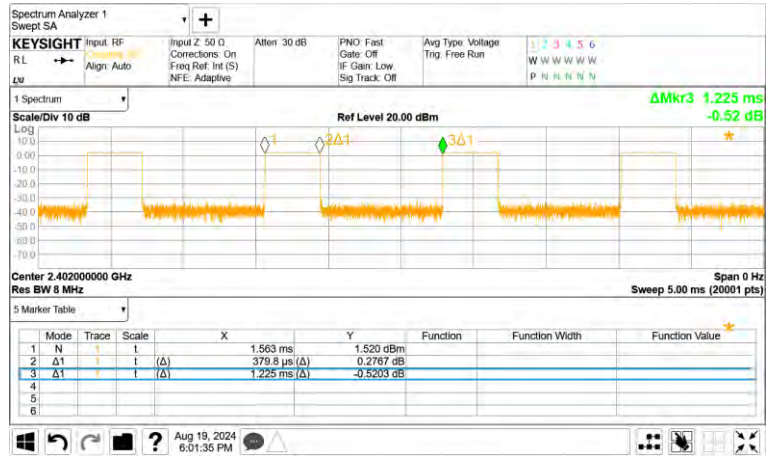 Spectrum Analyzer 1
Swept SA
+
KEYSIGHT Input: RF Input Z: 50 Ω Atten: 30 dB PNO: Fast Avg Type: Voltage 1 2 3 4 5 6
RL Corrections: On Gate: Off Trig: Free Run W W W W W W
Align: Auto Freq Ref: Int (S) IF Gain: Low
NFE: Adaptive Sig Track: Off P N N N N N
1 Spectrum
ΔMkr3 1.225 ms
Scale/Div 10 dB Ref Level 20.00 dBm -0.52 dB
Log
10.0
0.00
-10.0
-20.0
-30.0
-40.0
-50.0
-60.0
-70.0
1 2Δ1 3Δ1
Center 2.402000000 GHz Span 0 Hz
Res BW 8 MHz Sweep 5.00 ms (20001 pts)
5 Marker Table
Mode Trace Scale X Y Function Function Width Function Value
1 N 1 t 1.563 ms 1.520 dBm
2 Δ1 1 t (Δ) 379.8 µs (Δ) 0.2767 dB
3 Δ1 1 t (Δ) 1.225 ms (Δ) -0.5203 dB
4
5
6
? Aug 19, 2024
6:01:35 PM